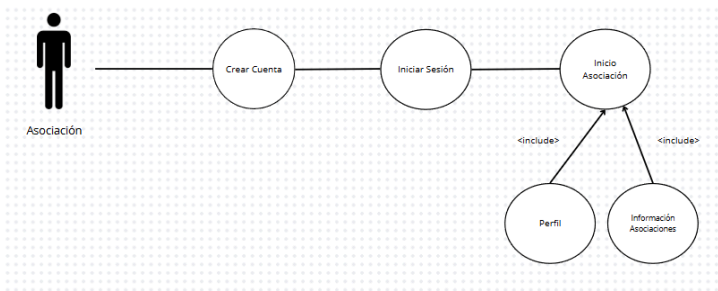 Asociación
Crear Cuenta
Iniciar Sesión
Inicio
Asociación
<include>
<include>
Perfil
Información
Asociaciones